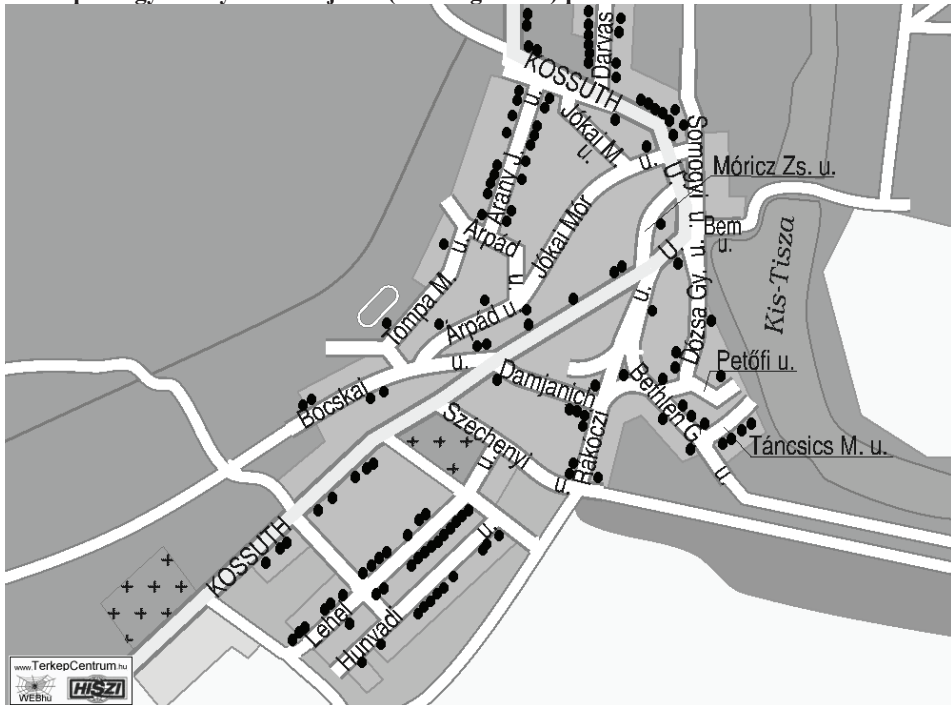 Darvas
KOSSUTH
u.
Jókai M.
u.
Somogyi u.
u.
U.
Móricz Zs. u.
Arany J.
Jókai Mór
Bem
u.
Árpád
u.
u.
U.
u.
Kis-Tisza
Tompa M.
u.
Dózsa Gy.
Árpád u.
Petőfi u.
u.
Damjanich
Bethlen G.
Bocskai
Széchenyi
Rákóczi
Táncsics M. u.
u.
u.
u.
u.
KOSSUTH
Lehel
Hunyadi
www.TerkepCentrum.hu
WEBhu
HISZI